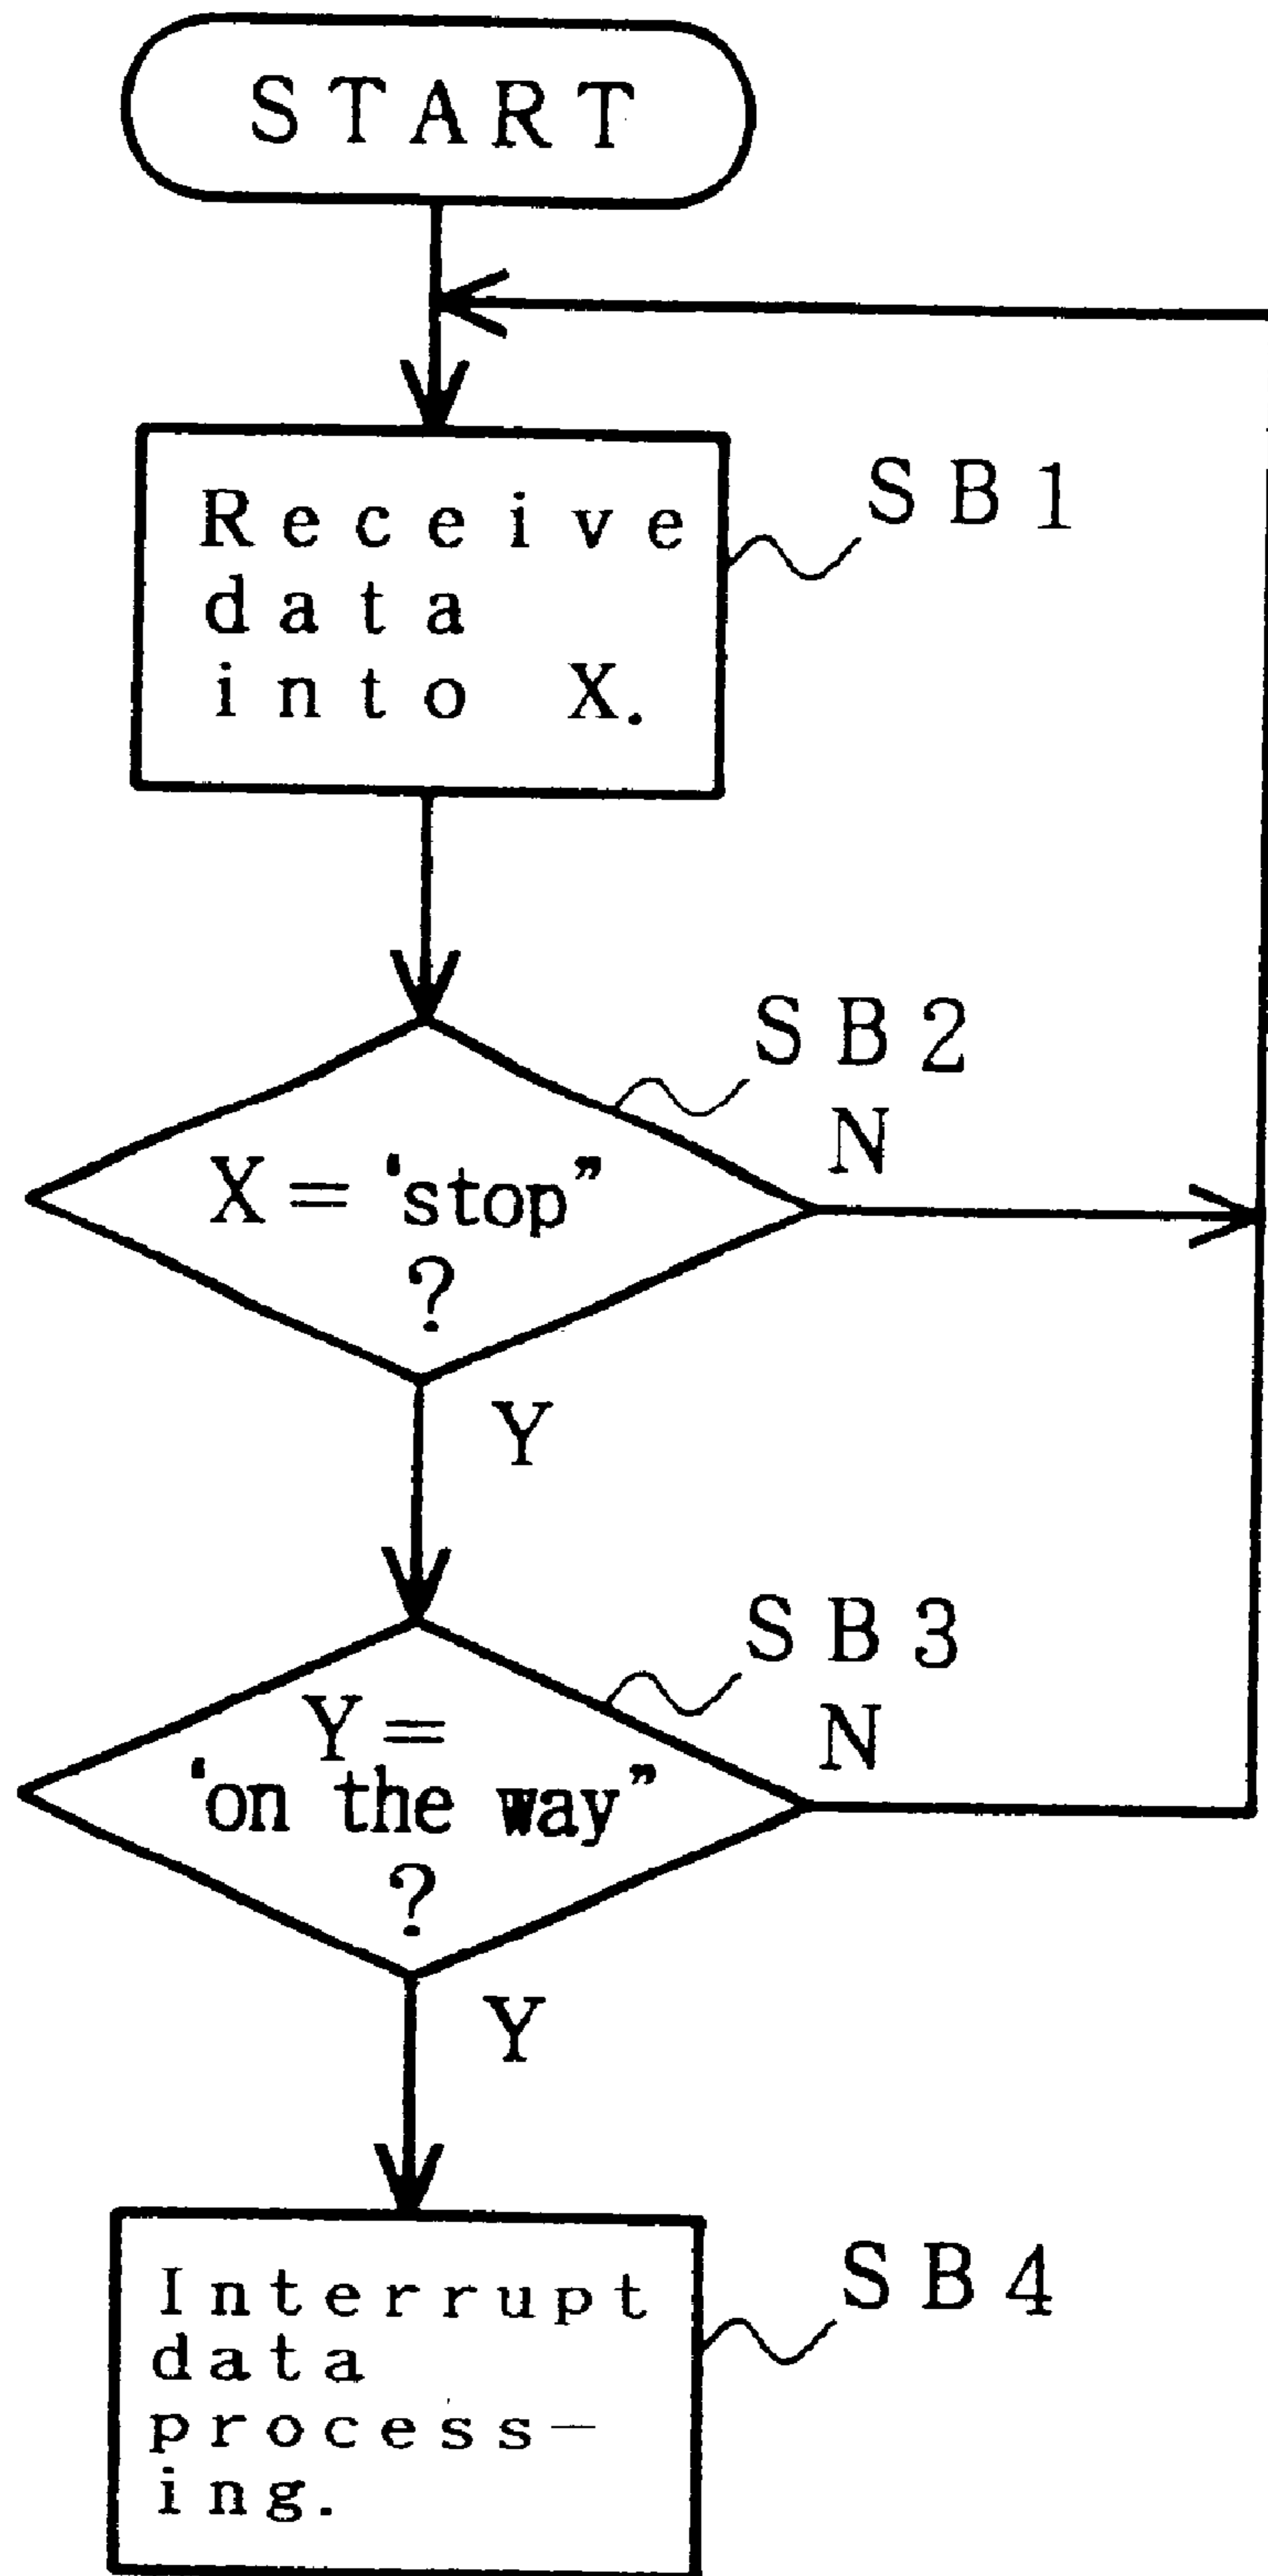 START
Receive
data
into X.
SB1
SB2
N
X = ‘stop”
?
Y
SB3
N
Y =
‘on the way”
?
Y
Interrupt
data
process-
ing.
SB4